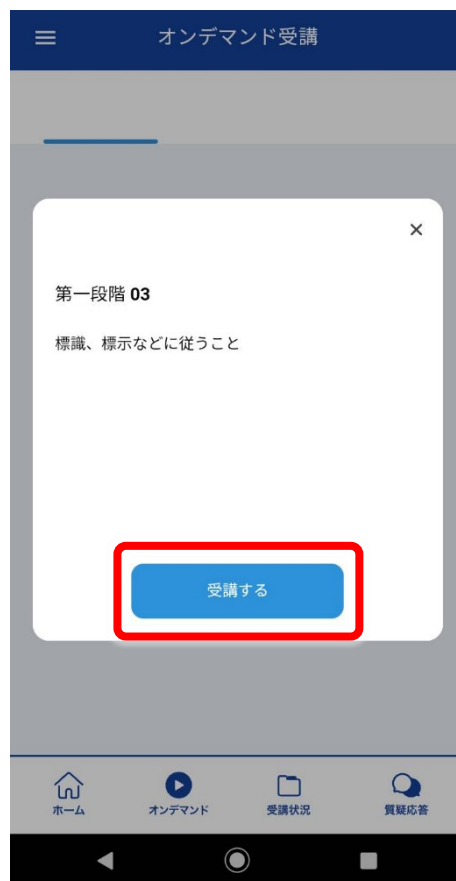 オンデマンド受講
第一段階 03
標識、標示などに従うこと
受講する
ホーム
オンデマンド
受講状況
質疑応答